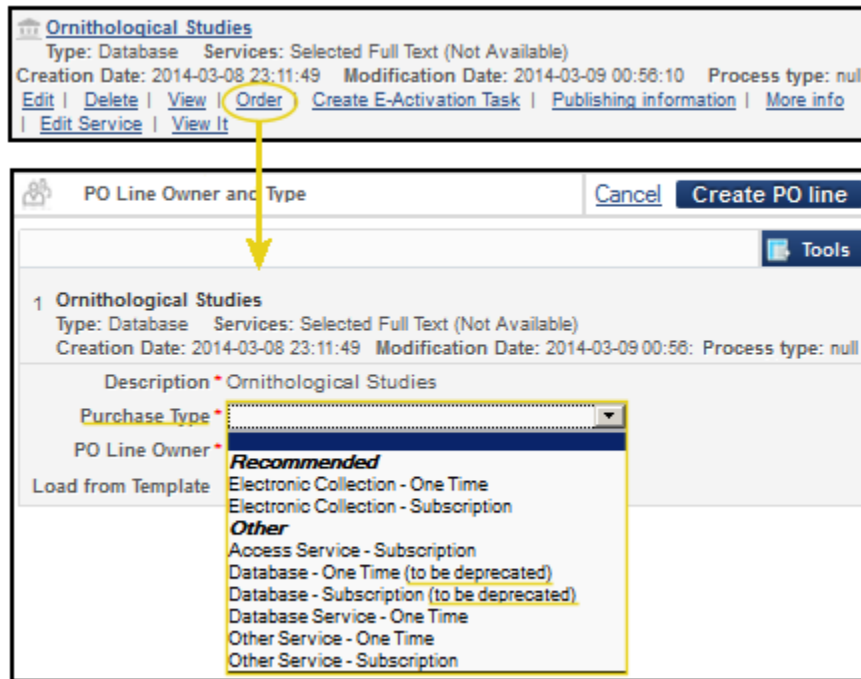 Ornithological Studies
Type: Database Services: Selected Full Text (Not Available)
Creation Date: 2014-03-08 23:11:49 Modification Date: 2014-03-09 00:56:10 Process type: nul
Edit | Delete | View | Order | Create E-Activation Task | Publishing information | More info
| Edit Service | View It
PO Line Owner and Type Cancel Create PO line
Tools
1 Ornithological Studies
Type: Database Services: Selected Full Text (Not Available)
Creation Date: 2014-03-08 23:11:49 Modification Date: 2014-03-09 00:56: Process type: null
Description * Ornithological Studies
Purchase Type *
PO Line Owner *
Load from Template
Recommended
Electronic Collection - One Time
Electronic Collection - Subscription
Other
Access Service - Subscription
Database - One Time (to be deprecated)
Database - Subscription (to be deprecated)
Database Service - One Time
Other Service - One Time
Other Service - Subscription